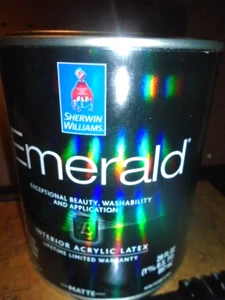 SHERWIN
WILLIAMS.
Emerald
EXCEPTIONAL BEAUTY, WASHABILITY
AND APPLICATION
INTERIOR ACRYLIC LATEX
LIFETIME LIMITED WARRANTY
MATTE